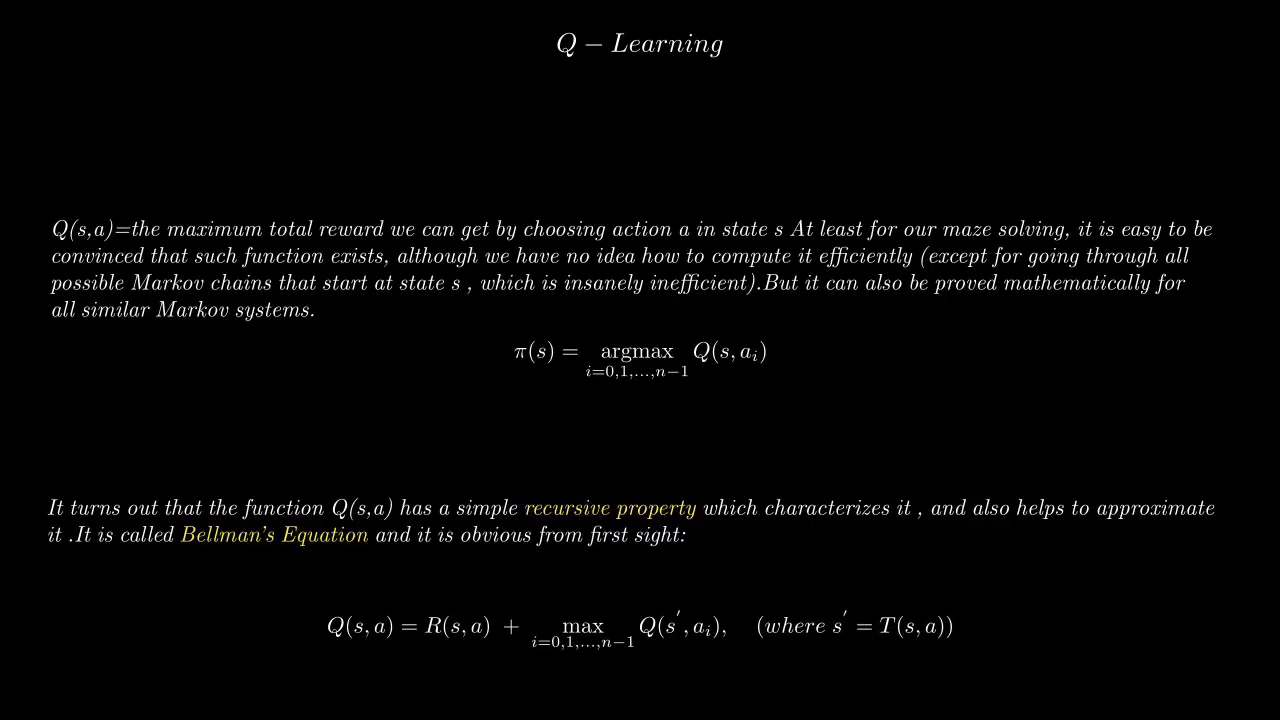 Q − Learning
Q(s,a)=the maximum total reward we can get by choosing action a in state s At least for our maze solving, it is easy to be
convinced that such function exists, although we have no idea how to compute it efficiently (except for going through all
possible Markov chains that start at state s , which is insanely inefficient).But it can also be proved mathematically for
all similar Markov systems.
π(s) = argmax Q(s, aᵢ)
i=0,1,...,n−1
It turns out that the function Q(s,a) has a simple recursive property which characterizes it , and also helps to approximate
it .It is called Bellman's Equation and it is obvious from first sight:
Q(s, a) = R(s, a) + max Q(s′, aᵢ), (where s′ = T(s, a))
i=0,1,...,n−1